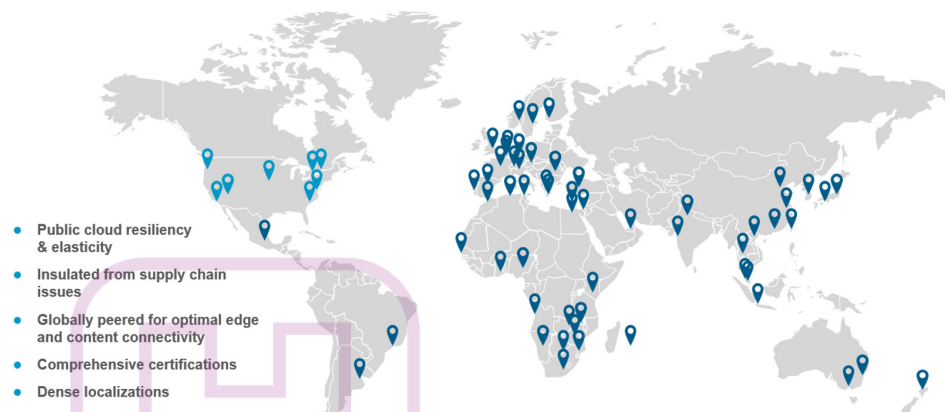 Public cloud resiliency
& elasticity
Insulated from supply chain
issues
Globally peered for optimal edge
and content connectivity
Comprehensive certifications
Dense localizations